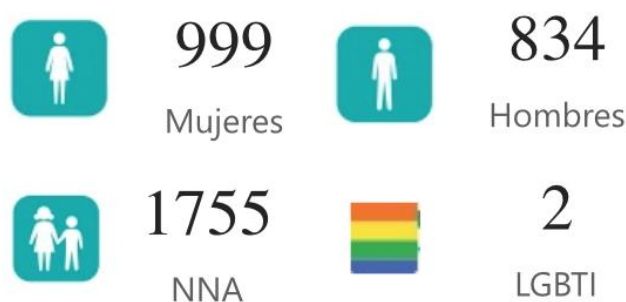 999
Mujeres
834
Hombres
1755
NNA
2
LGBTI